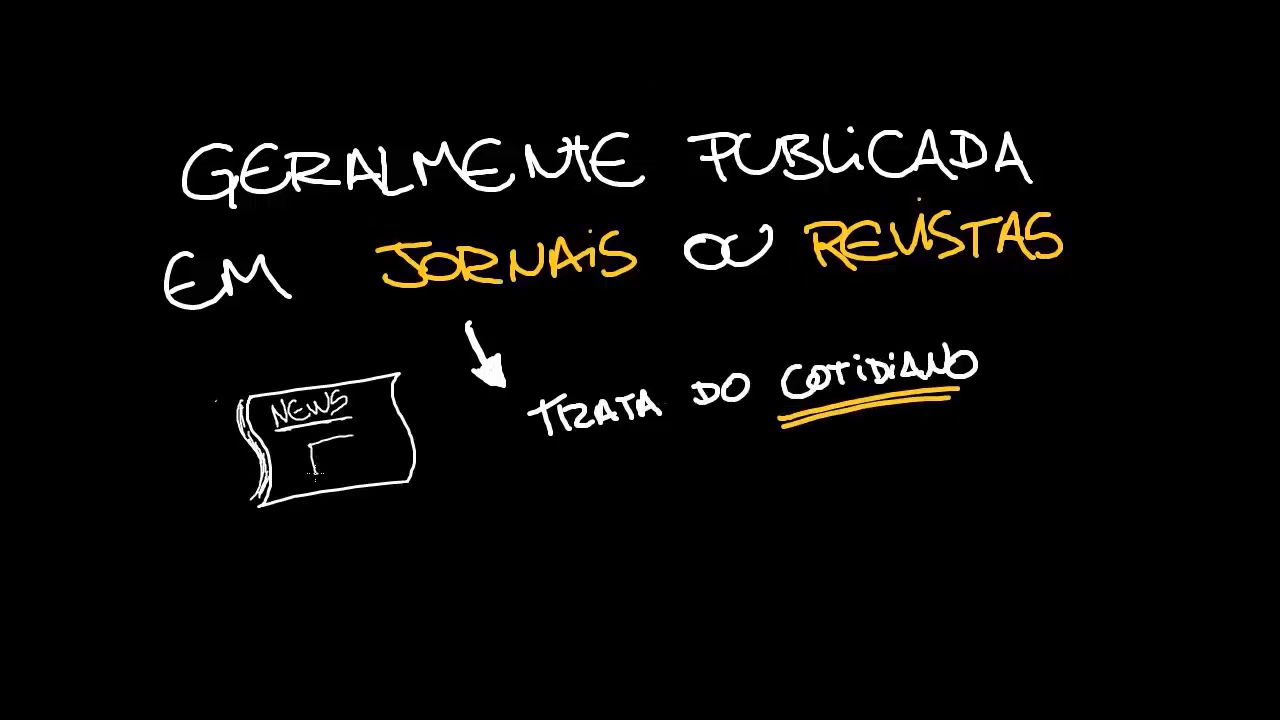 GERALMENTE PUBLiCADA
EM JORNAiS OU REViSTAS
TRATA DO COTiDiANO
NEWS